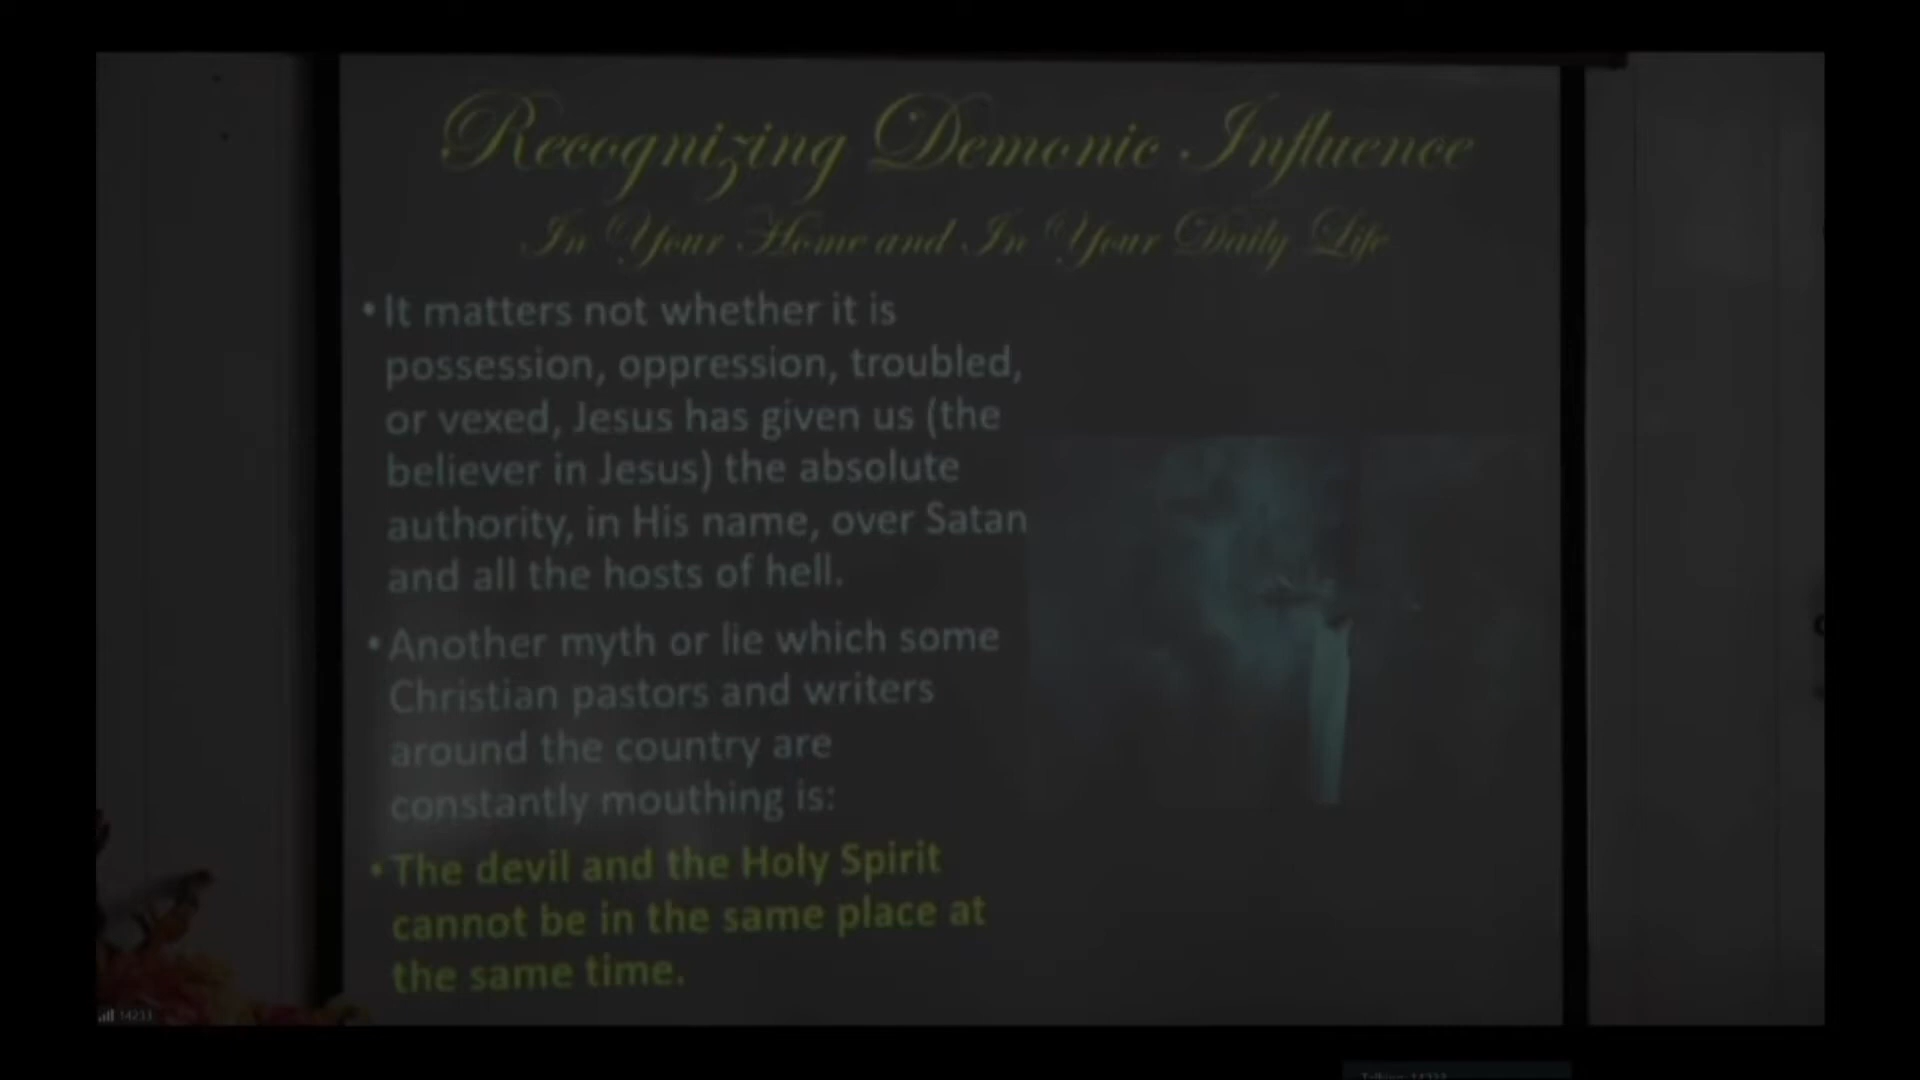 Recognizing Demonic Influence
In Your Home and In Your Daily Life
• It matters not whether it is
possession, oppression, troubled,
or vexed, Jesus has given us (the
believer in Jesus) the absolute
authority, in His name, over Satan
and all the hosts of hell.
• Another myth or lie which some
Christian pastors and writers
around the country are
constantly mouthing is:
• The devil and the Holy Spirit
cannot be in the same place at
the same time.
14233